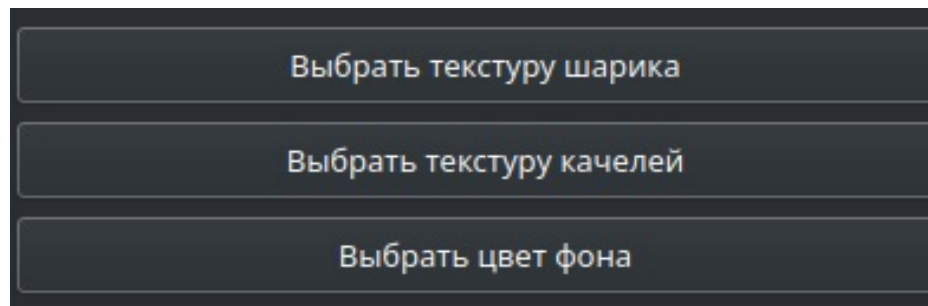 Выбрать текстуру шарика
Выбрать текстуру качелей
Выбрать цвет фона